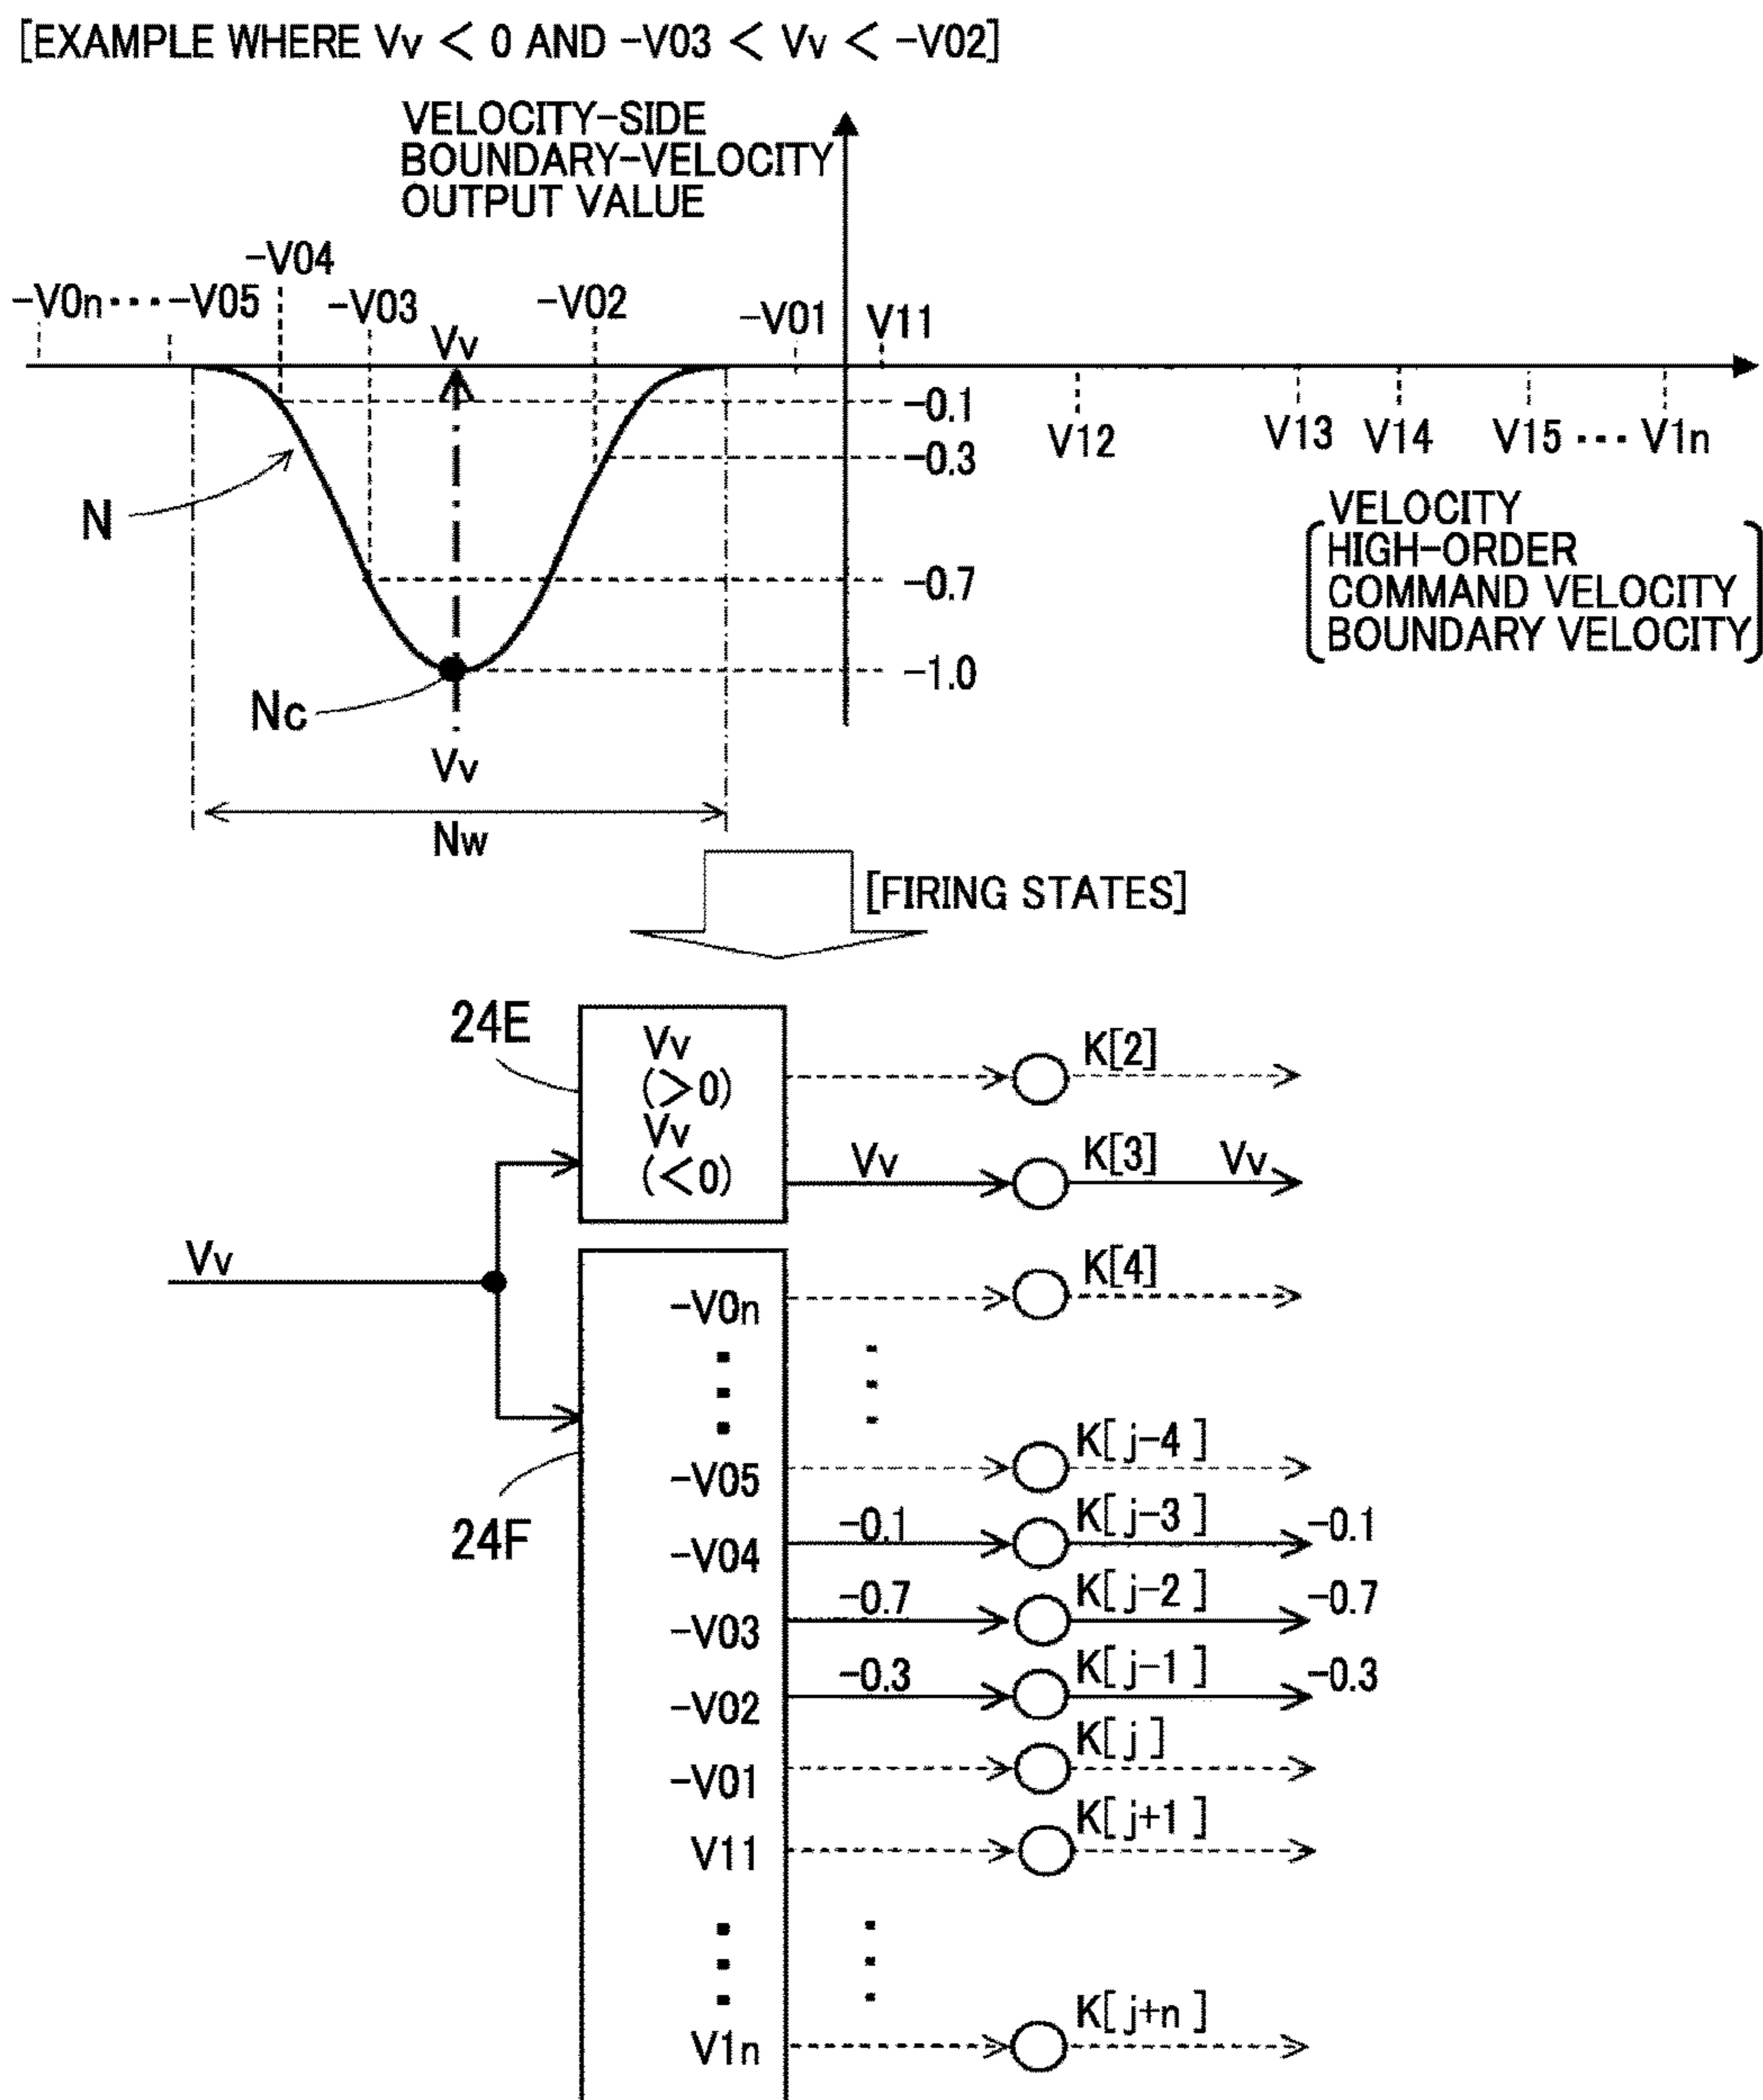 [EXAMPLE WHERE Vv < 0 AND -V03 < Vv < -V02]
VELOCITY-SIDE
BOUNDARY-VELOCITY
OUTPUT VALUE
-V04
-V0n ··· -V05
-V03
-V02
-V01
V11
Vv
-0.1
V12
V13
V14
V15 ··· V1n
-0.3
N
VELOCITY
HIGH-ORDER
COMMAND VELOCITY
BOUNDARY VELOCITY
-0.7
-1.0
Nc
Vv
Nw
[FIRING STATES]
24E
Vv
(>0)
Vv
(<0)
K[2]
Vv
K[3]
Vv
Vv
K[4]
-V0n
K[j-4]
-V05
24F
-0.1
K[j-3]
-0.1
-V04
-0.7
K[j-2]
-0.7
-V03
-0.3
K[j-1]
-0.3
-V02
K[j]
-V01
K[j+1]
V11
K[j+n]
V1n